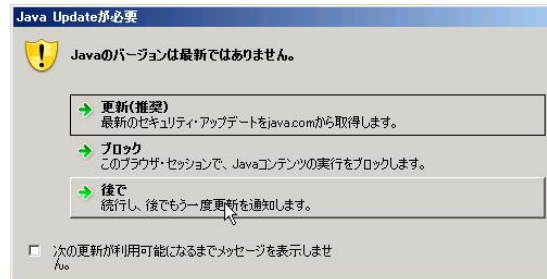 Java Updateが必要
Javaのバージョンは最新ではありません。
更新(推奨)
最新のセキュリティ・アップデートをjava.comから取得します。
ブロック
このブラウザ・セッションで、Javaコンテンツの実行をブロックします。
後で
続行し、後でもう一度更新を通知します。
次の更新が利用可能になるまでメッセージを表示しませ
ん。